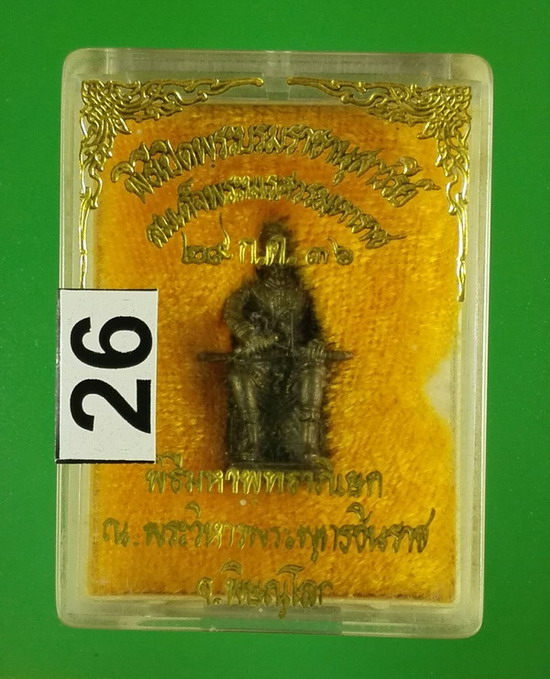 พิธีเปิดพระบรมราชานุสาวรีย์
สมเด็จพระนเรศวรมหาราช
๒๕ ก.ค. ๓๖
26
พิธีมหาพุทธาภิเษก
ณ พระวิหารพระพุทธชินราช
จ.พิษณุโลก